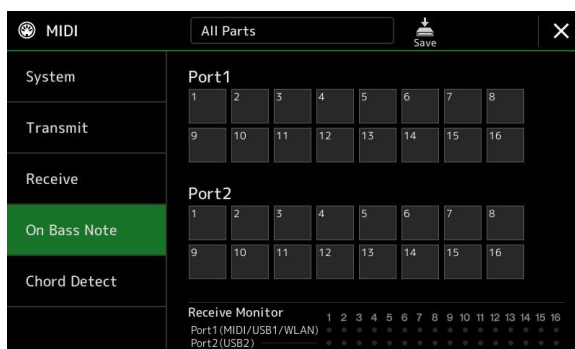 MIDI
All Parts
Save
System
Transmit
Receive
On Bass Note
Chord Detect
Port1
1 2 3 4 5 6 7 8
9 10 11 12 13 14 15 16
Port2
1 2 3 4 5 6 7 8
9 10 11 12 13 14 15 16
Receive Monitor 1 2 3 4 5 6 7 8 9 10 11 12 13 14 15 16
Port1(MIDI/USB1/WLAN)
Port2(USB2)